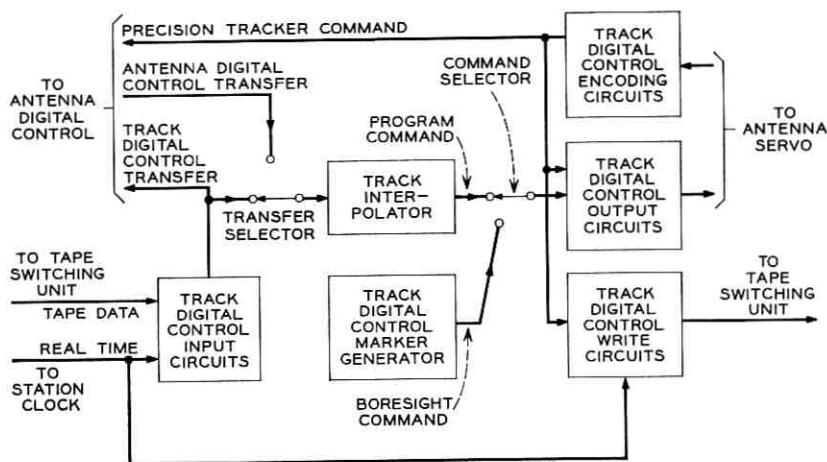 PRECISION TRACKER COMMAND
ANTENNA DIGITAL
CONTROL TRANSFER
TO
ANTENNA
DIGITAL
CONTROL
TRACK
DIGITAL
CONTROL
TRANSFER
COMMAND
SELECTOR
PROGRAM
COMMAND
TRACK
DIGITAL
CONTROL
ENCODING
CIRCUITS
TO
ANTENNA
SERVO
TRANSFER
SELECTOR
TRACK
INTER-
POLATOR
TRACK
DIGITAL
CONTROL
OUTPUT
CIRCUITS
TO TAPE
SWITCHING
UNIT
TAPE DATA
REAL TIME
TO
STATION
CLOCK
TRACK
DIGITAL
CONTROL
INPUT
CIRCUITS
TRACK
DIGITAL
CONTROL
MARKER
GENERATOR
BORESIGHT
COMMAND
TRACK
DIGITAL
CONTROL
WRITE
CIRCUITS
TO
TAPE
SWITCHING
UNIT